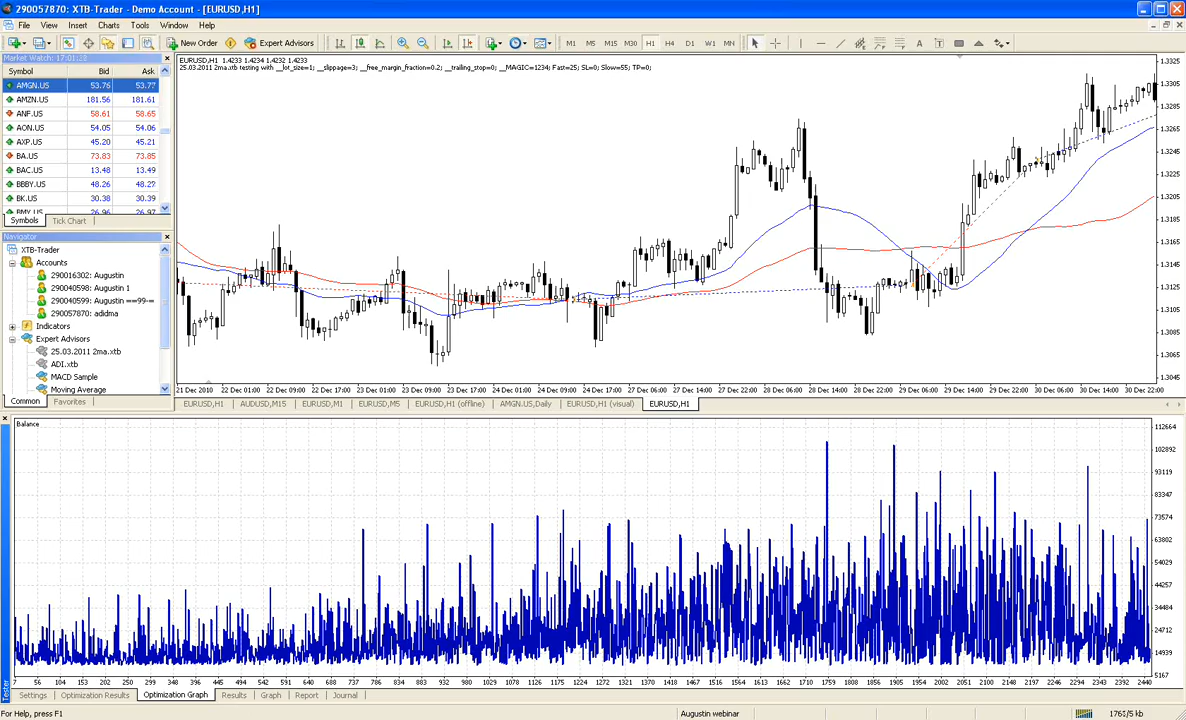 290057870: XTB-Trader - Demo Account - [EURUSD,H1]
File View Insert Charts Tools Window Help
New Order Expert Advisors M1 M5 M15 M30 H1 H4 D1 W1 MN A T
Market Watch: 17:01:23
Symbol Bid Ask
AMGN.US 53.76 53.77
AMZN.US 181.56 181.61
ANF.US 58.61 58.65
AON.US 54.05 54.06
AXP.US 45.20 45.21
BA.US 73.83 73.85
BAC.US 13.48 13.49
BBBY.US 48.26 48.27
BK.US 30.38 30.39
BMY.US 26.96 26.97
Symbols Tick Chart
Navigator
XTB-Trader
Accounts
290016302: Augustin
290040598: Augustin 1
290040599: Augustin ==99-=
290057870: adidma
Indicators
Expert Advisors
25.03.2011 2ma.xtb
ADI.xtb
MACD Sample
Moving Average
Common Favorites
EURUSD,H1 1.4233 1.4234 1.4232 1.4233
25.03.2011 2ma.xtb testing with __lot_size=1; __slippage=3; __free_margin_fraction=0.2; __trailing_stop=0; __MAGIC=1234; Fast=25; SL=0; Slow=55; TP=0;
1.3325
1.3305
1.3285
1.3265
1.3245
1.3225
1.3205
1.3185
1.3165
1.3145
1.3125
1.3105
1.3085
1.3065
1.3045
21 Dec 2010 22 Dec 01:00 22 Dec 09:00 22 Dec 17:00 23 Dec 01:00 23 Dec 09:00 23 Dec 17:00 24 Dec 01:00 24 Dec 09:00 24 Dec 17:00 27 Dec 06:00 27 Dec 14:00 27 Dec 22:00 28 Dec 06:00 28 Dec 14:00 28 Dec 22:00 29 Dec 06:00 29 Dec 14:00 29 Dec 22:00 30 Dec 06:00 30 Dec 14:00 30 Dec 22:00
EURUSD,H1 AUDUSD,M15 EURUSD,M1 EURUSD,M5 EURUSD,H1 (offline) AMGN.US,Daily EURUSD,H1 (visual) EURUSD,H1
Balance
112664
102892
93119
83347
73574
63802
54029
44257
34484
24712
14939
5167
7 56 104 153 202 250 299 348 396 445 494 542 591 640 688 737 785 834 883 931 980 1029 1078 1126 1175 1224 1272 1321 1370 1418 1467 1516 1564 1613 1662 1710 1759 1808 1856 1905 1954 2002 2051 2100 2148 2197 2246 2294 2343 2392 2440
Tester
Settings Optimization Results Optimization Graph Results Graph Report Journal
For Help, press F1
Augustin webinar
1768/5 kb